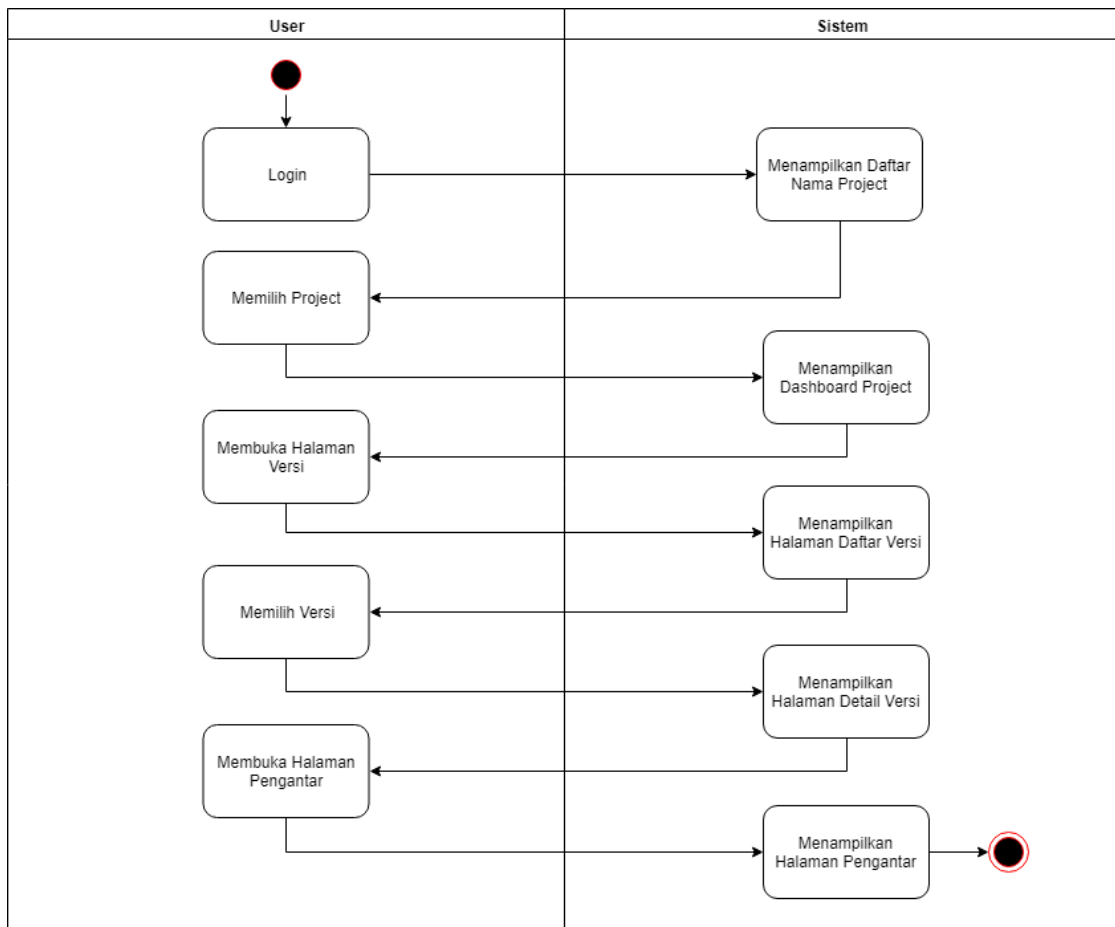 User
Sistem
Login
Menampilkan Daftar
Nama Project
Memilih Project
Menampilkan
Dashboard Project
Membuka Halaman
Versi
Menampilkan
Halaman Daftar Versi
Memilih Versi
Menampilkan
Halaman Detail Versi
Membuka Halaman
Pengantar
Menampilkan
Halaman Pengantar